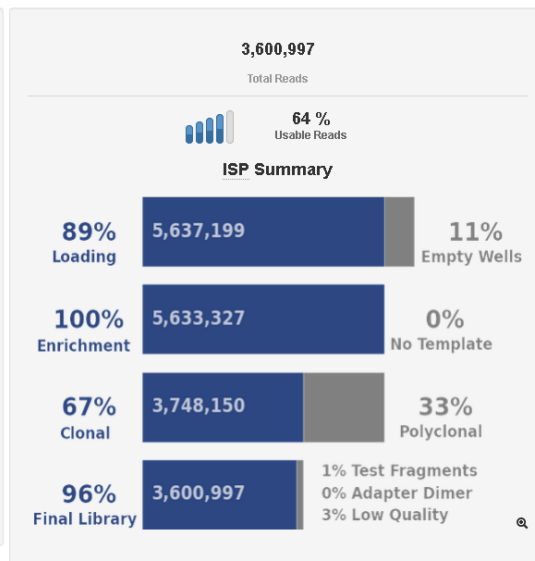 3,600,997
Total Reads
64 %
Usable Reads
ISP Summary
89%
Loading
5,637,199
11%
Empty Wells
100%
Enrichment
5,633,327
0%
No Template
67%
Clonal
3,748,150
33%
Polyclonal
96%
Final Library
3,600,997
1% Test Fragments
0% Adapter Dimer
3% Low Quality